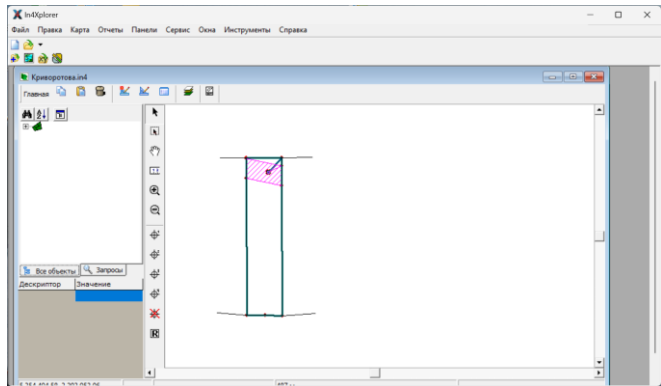 In4Xplorer
Файл Правка Карта Отчеты Панели Сервис Окна Инструменты Справка
Криворотова.in4
Главная
Все объекты Запросы
Дескриптор Значение